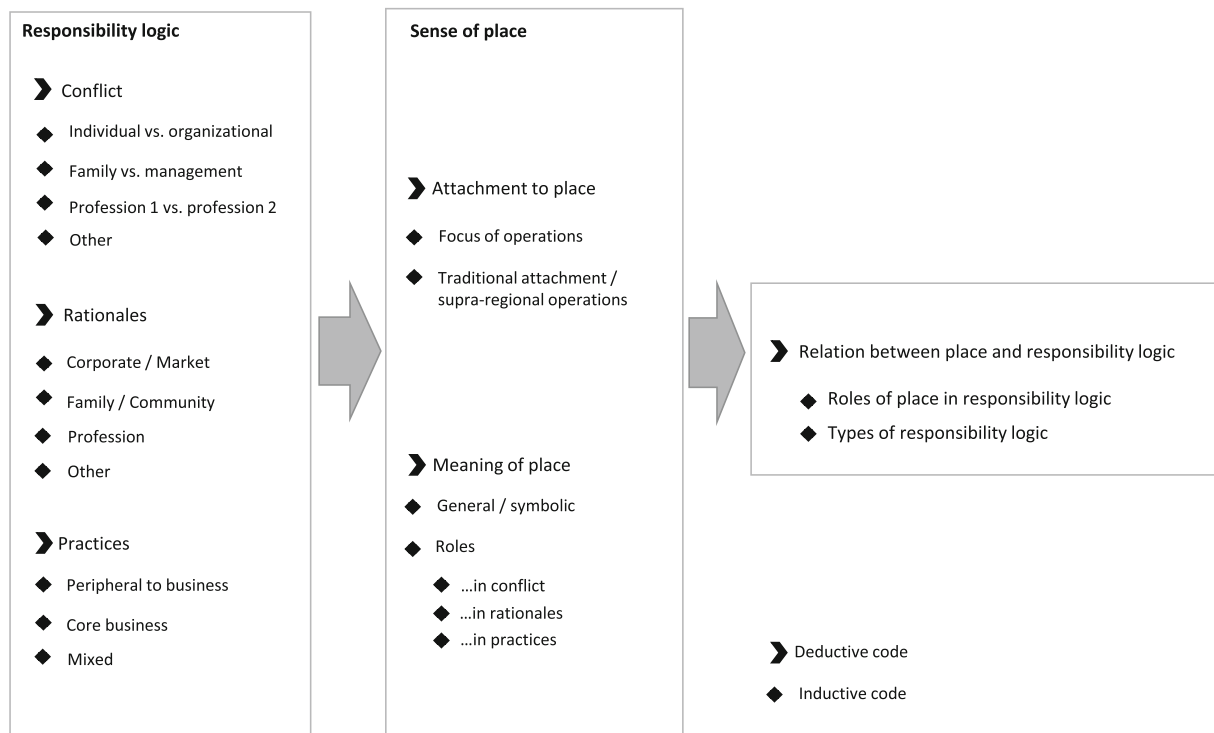 Responsibility logic
Conflict
Individual vs. organizational
Family vs. management
Profession 1 vs. profession 2
Other
Rationales
Corporate / Market
Family / Community
Profession
Other
Practices
Peripheral to business
Core business
Mixed
Sense of place
Attachment to place
Focus of operations
Traditional attachment /
supra-regional operations
Meaning of place
General / symbolic
Roles
...in conflict
...in rationales
...in practices
Relation between place and responsibility logic
Roles of place in responsibility logic
Types of responsibility logic
Deductive code
Inductive code